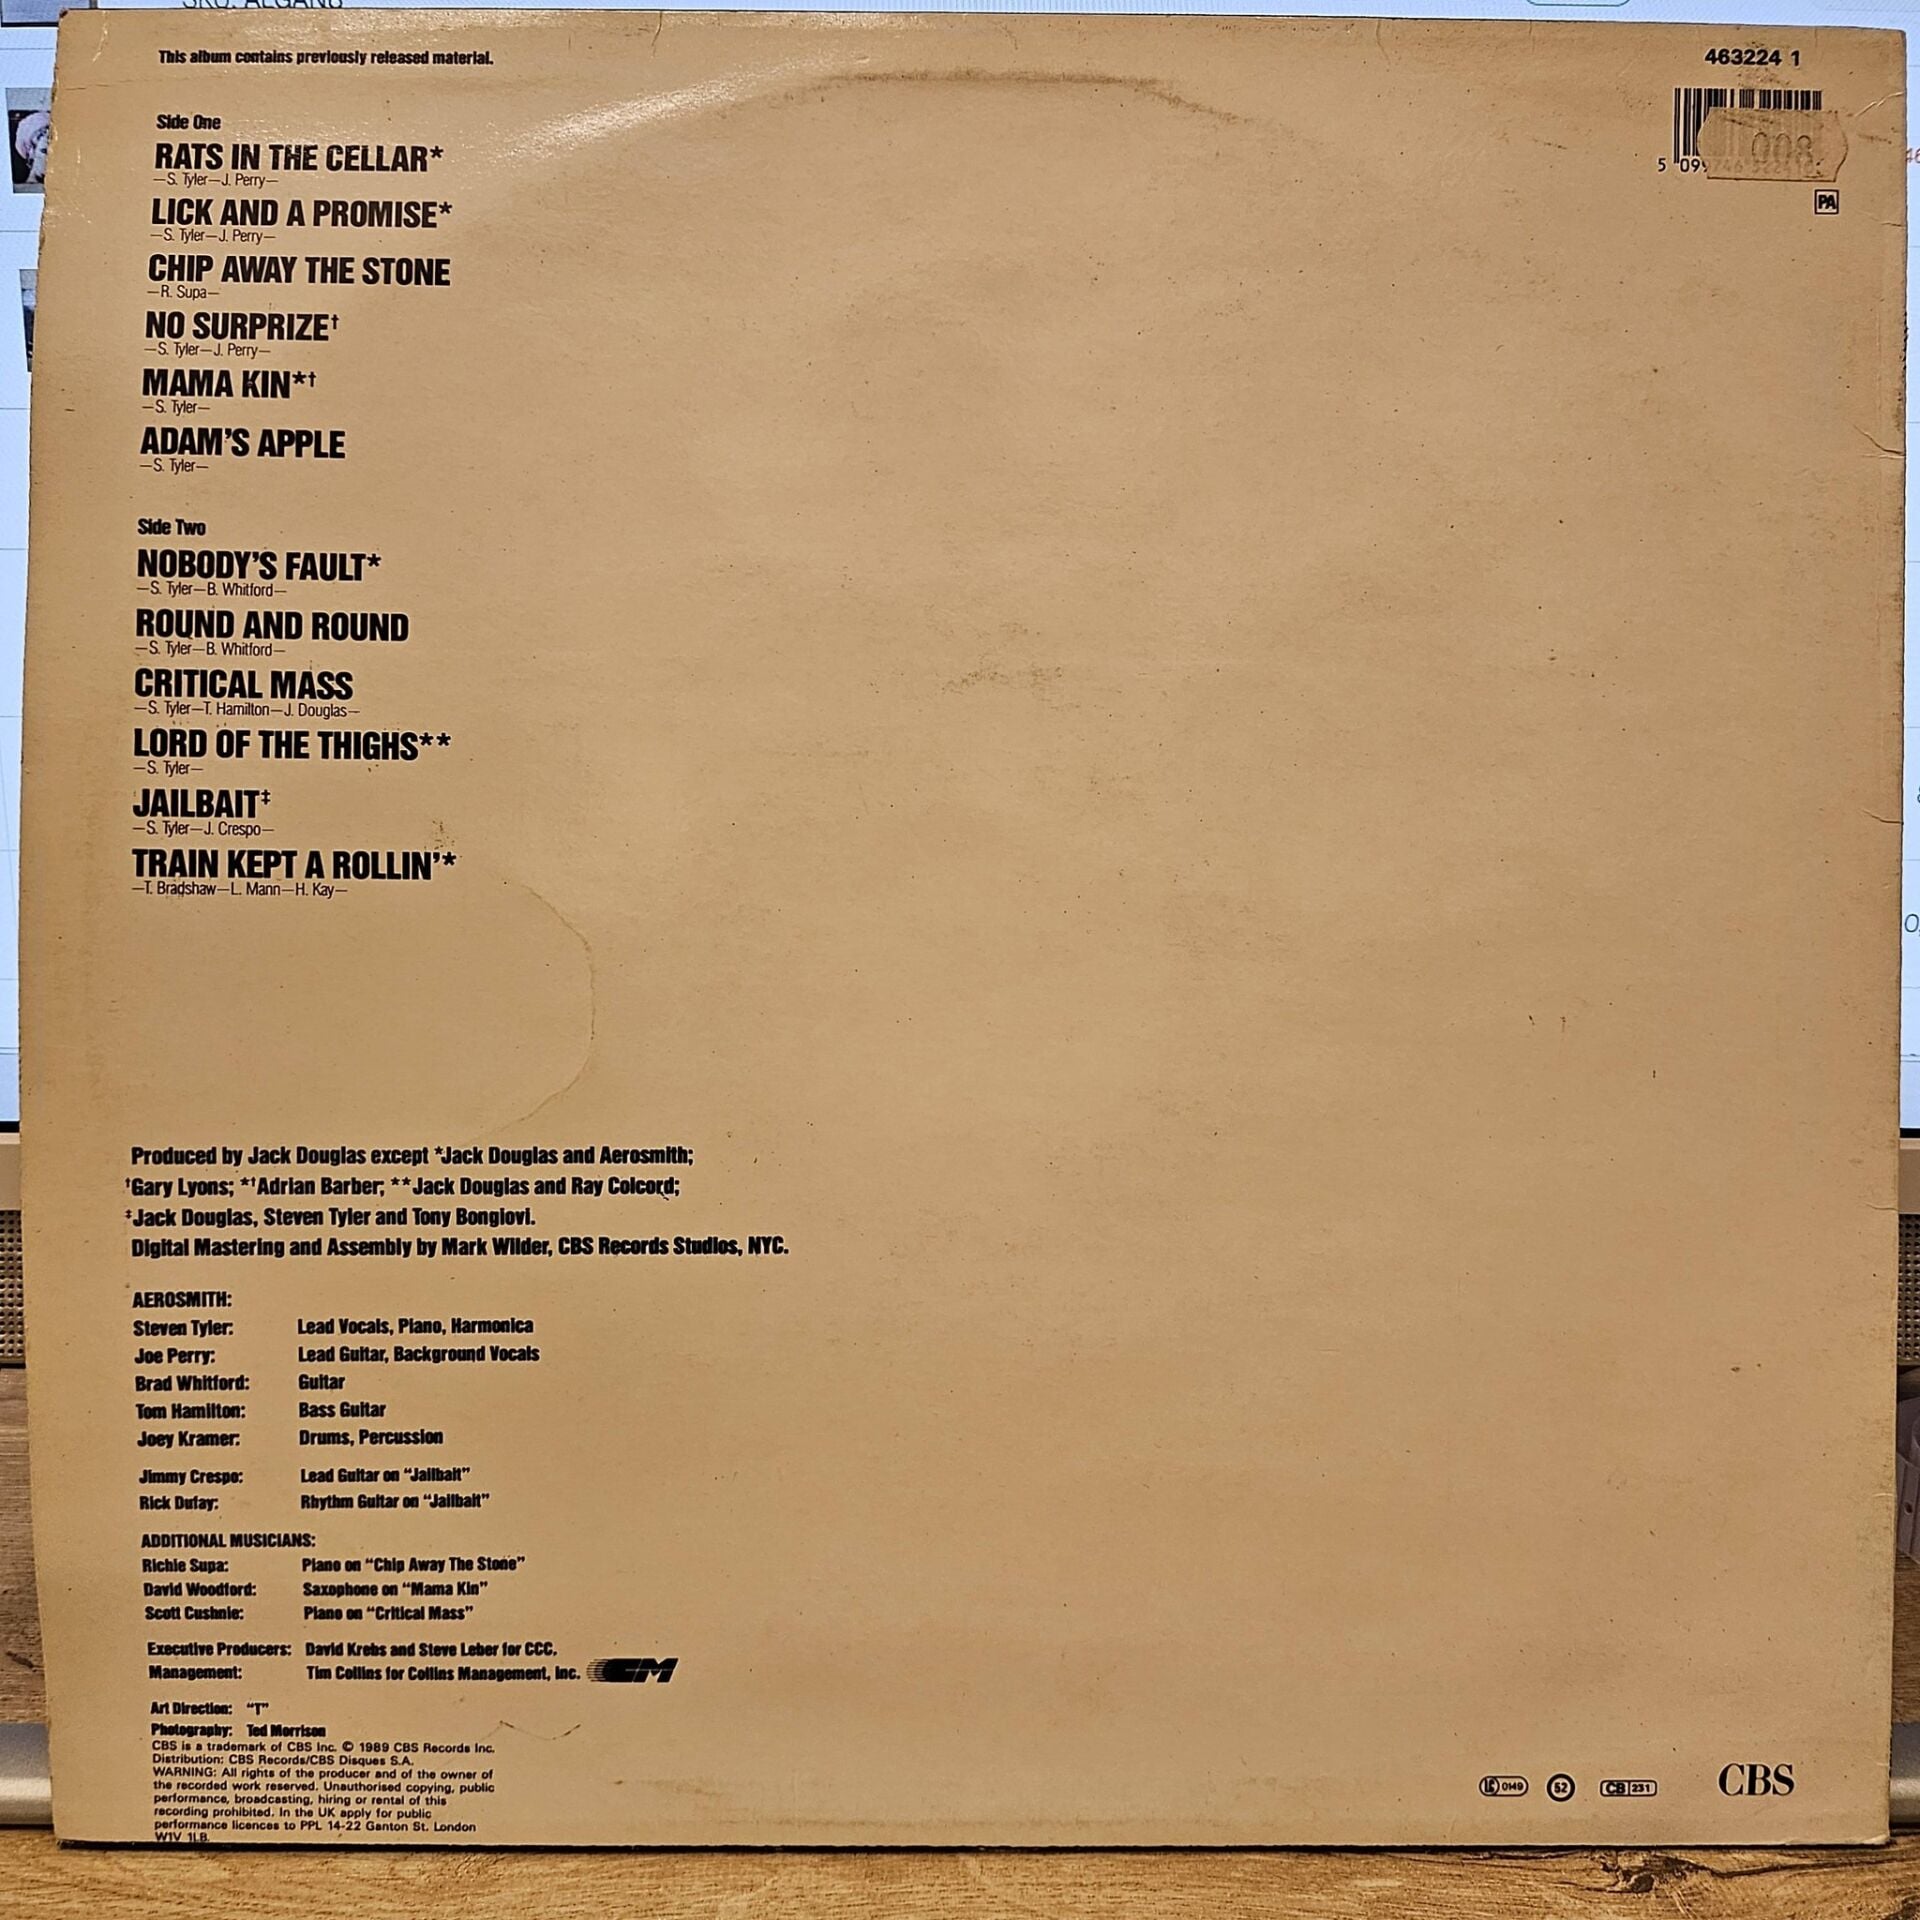 SKU: AEGAN8
This album contains previously released material.
463224 1
Side One
RATS IN THE CELLAR*
—S. Tyler—J. Perry—
LICK AND A PROMISE*
—S. Tyler—J. Perry—
CHIP AWAY THE STONE
—R. Supa—
NO SURPRIZE†
—S. Tyler—J. Perry—
MAMA KIN*†
—S. Tyler—
ADAM'S APPLE
—S. Tyler—
008
PA
Side Two
NOBODY'S FAULT*
—S. Tyler—B. Whitford—
ROUND AND ROUND
—S. Tyler—B. Whitford—
CRITICAL MASS
—S. Tyler—T. Hamilton—J. Douglas—
LORD OF THE THIGHS**
—S. Tyler—
JAILBAIT‡
—S. Tyler—J. Crespo—
TRAIN KEPT A ROLLIN'*
—T. Bradshaw—L. Mann—H. Kay—
Produced by Jack Douglas except *Jack Douglas and Aerosmith;
†Gary Lyons; *†Adrian Barber; **Jack Douglas and Ray Colcord;
‡Jack Douglas, Steven Tyler and Tony Bongiovi.
Digital Mastering and Assembly by Mark Wilder, CBS Records Studios, NYC.
AEROSMITH:
Steven Tyler: Lead Vocals, Piano, Harmonica
Joe Perry: Lead Guitar, Background Vocals
Brad Whitford: Guitar
Tom Hamilton: Bass Guitar
Joey Kramer: Drums, Percussion
Jimmy Crespo: Lead Guitar on "Jailbait"
Rick Dufay: Rhythm Guitar on "Jailbait"
ADDITIONAL MUSICIANS:
Richie Supa: Piano on "Chip Away The Stone"
David Woodford: Saxophone on "Mama Kin"
Scott Cushnie: Piano on "Critical Mass"
Executive Producers: David Krebs and Steve Leber for CCC.
Management: Tim Collins for Collins Management, Inc. CM
Art Direction: "T"
Photography: Ted Morrison
CBS is a trademark of CBS Inc. © 1989 CBS Records Inc.
Distribution: CBS Records/CBS Disques S.A.
WARNING: All rights of the producer and of the owner of
the recorded work reserved. Unauthorised copying, public
performance, broadcasting, hiring or rental of this
recording prohibited. In the UK apply for public
performance licences to PPL 14-22 Ganton St. London
W1V 1LB.
LC 0149 52 CB 231 CBS